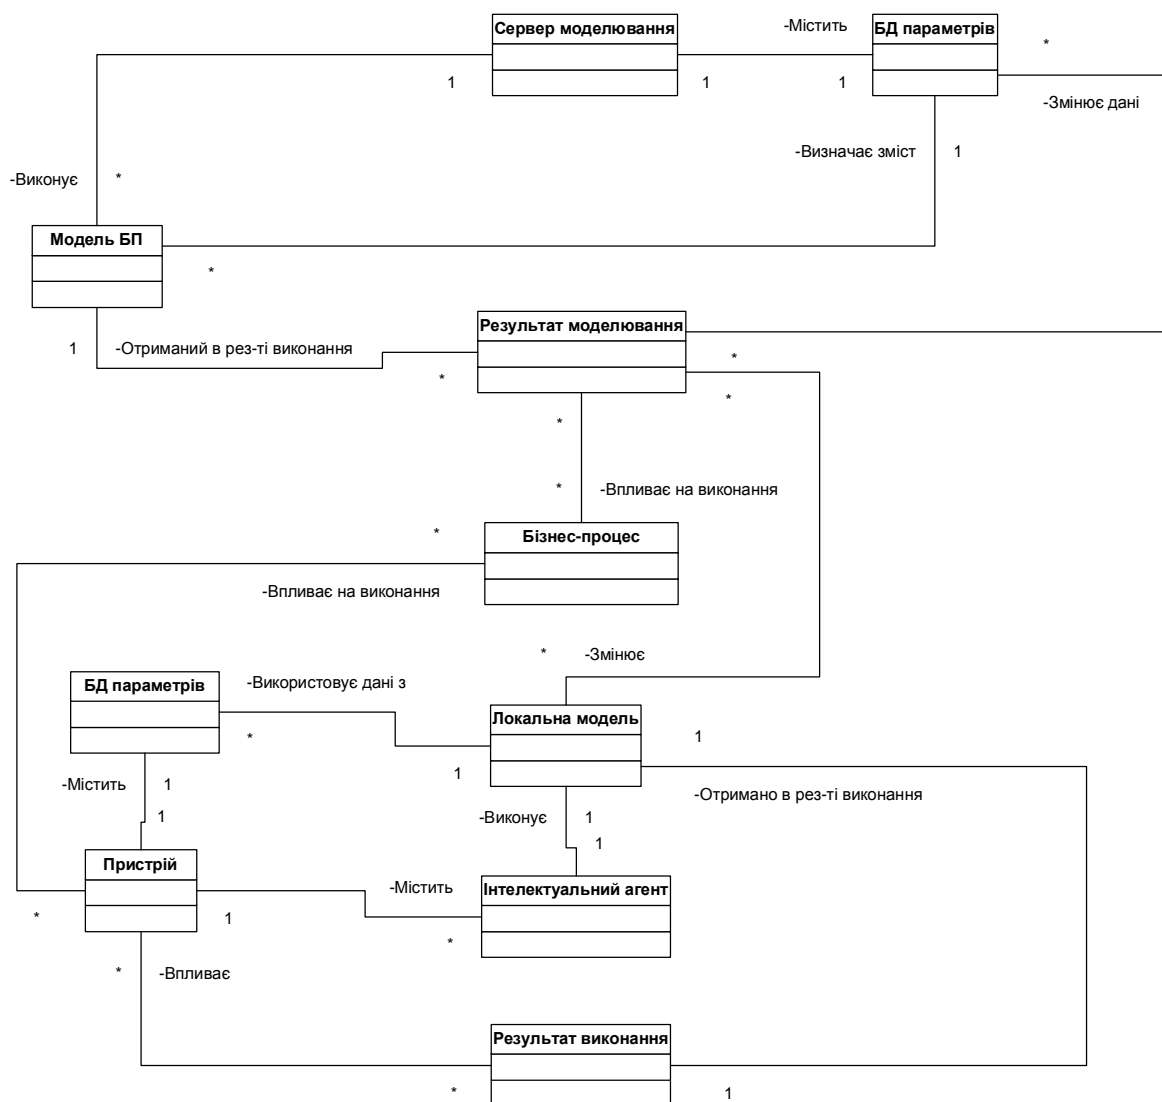 Сервер моделювання
-Містить
БД параметрів
*
1
1
1
-Змінює дані
-Визначає зміст
1
-Виконує
*
Модель БП
*
Результат моделювання
1
-Отриманий в рез-ті виконання
*
*
*
*
*
-Впливає на виконання
*
Бізнес-процес
-Впливає на виконання
*
-Змінює
БД параметрів
-Використовує дані з
*
Локальна модель
1
1
-Містить
1
-Отримано в рез-ті виконання
1
-Виконує
1
1
Пристрій
-Містить
Інтелектуальний агент
*
1
*
*
-Впливає
Результат виконання
*
1